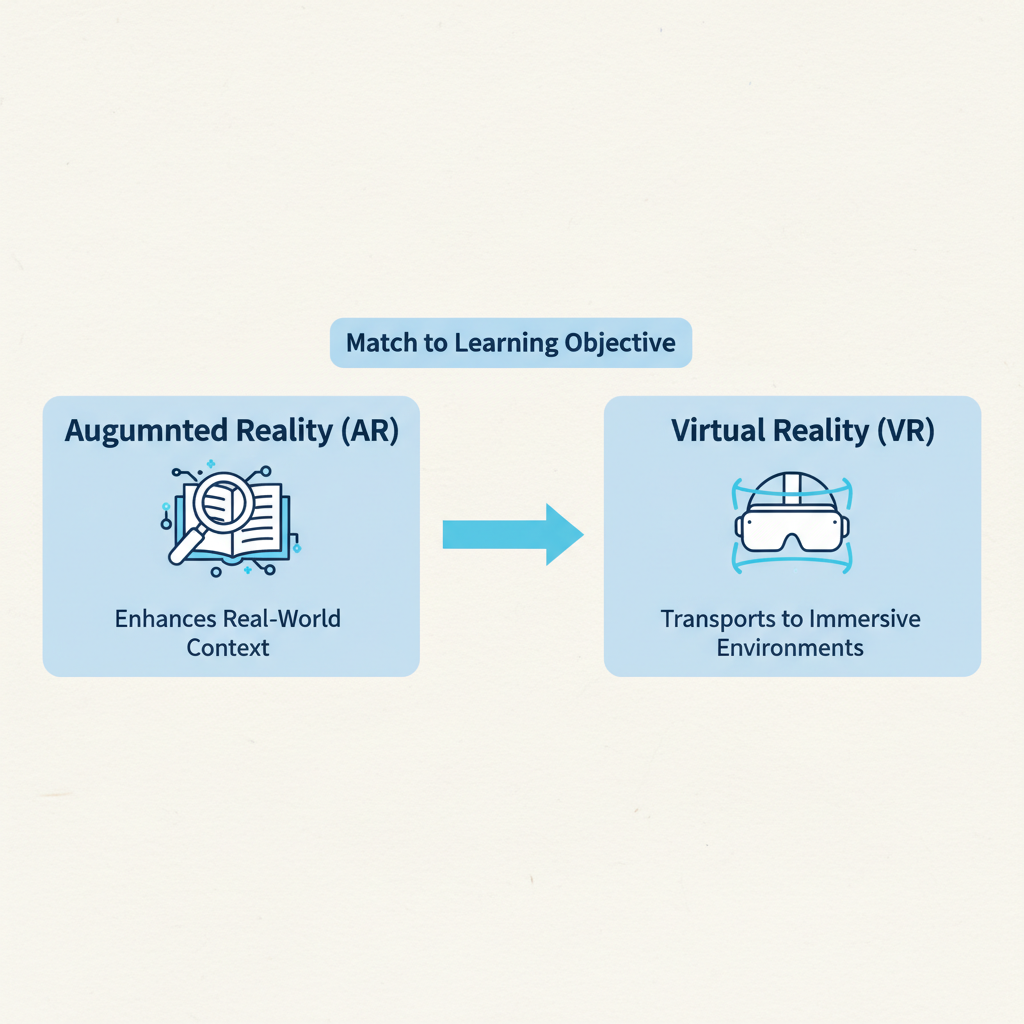 Match to Learning Objective
Augumnted Reality (AR)
Enhances Real-World
Context
Virtual Reality (VR)
Transports to Immersive
Environments